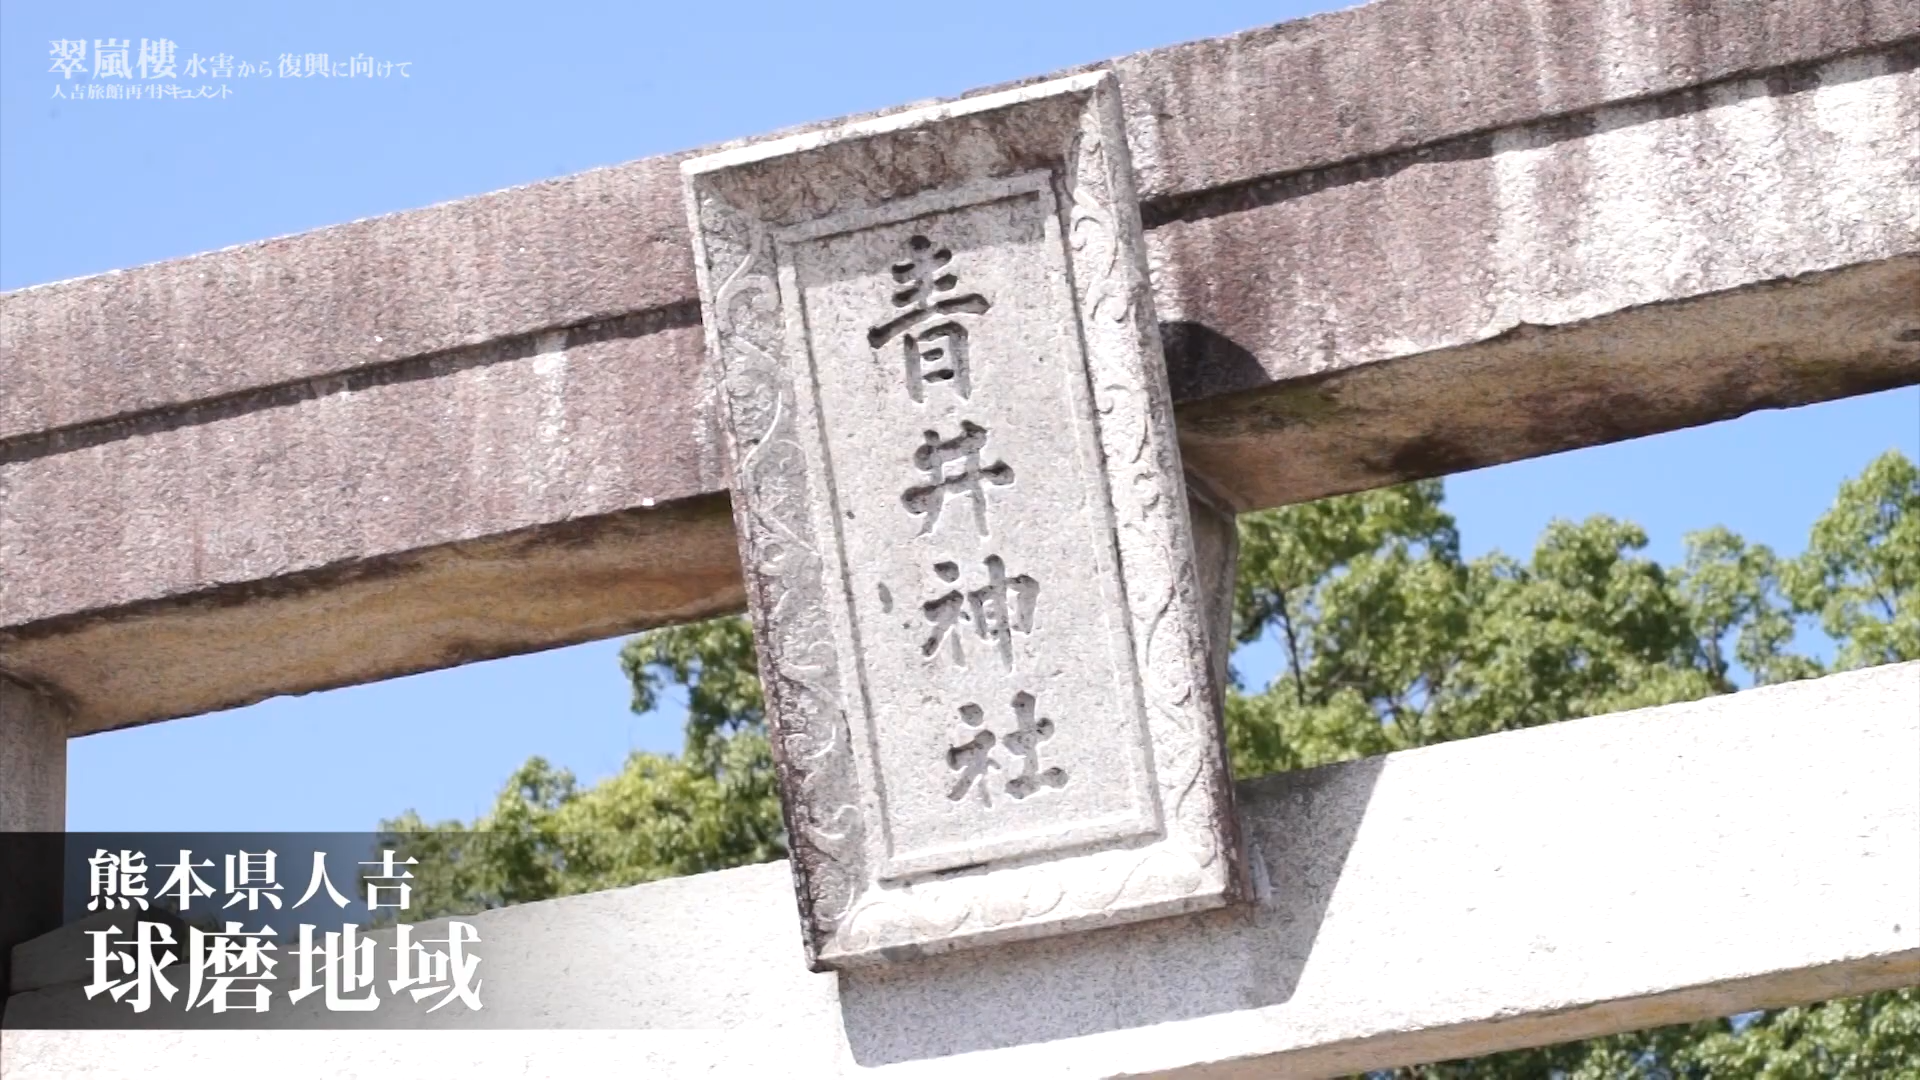 翠嵐樓 水害から復興に向けて
人吉旅館再生ドキュメント
青井神社
熊本県人吉
球磨地域